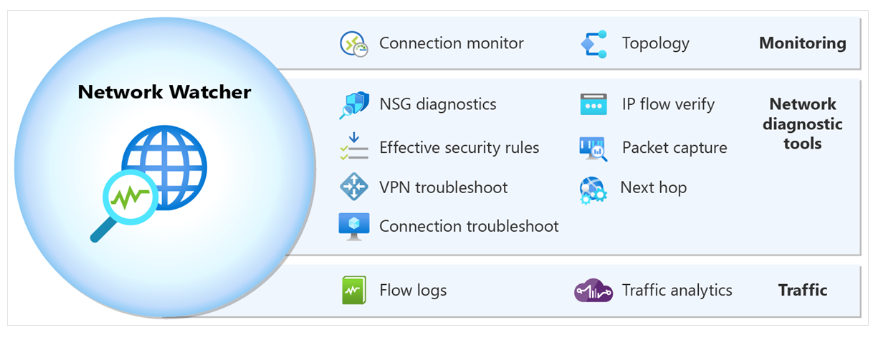 Network Watcher
Connection monitor
Topology
Monitoring
NSG diagnostics
IP flow verify
Network
diagnostic
tools
Effective security rules
Packet capture
VPN troubleshoot
Next hop
Connection troubleshoot
Flow logs
Traffic analytics
Traffic